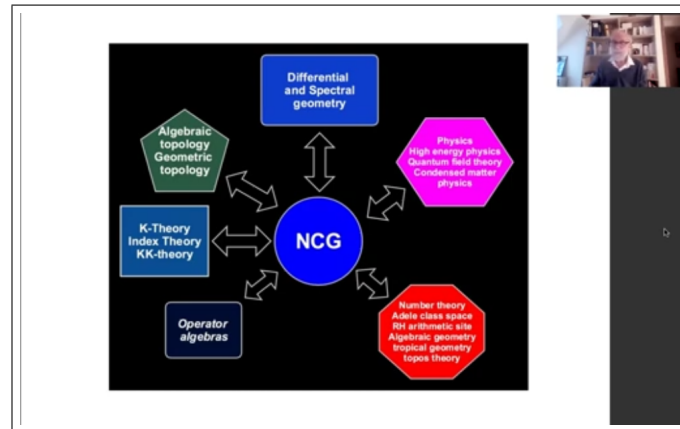 Differential
and Spectral
geometry
Algebraic
topology
Geometric
topology
Physics
High energy physics
Quantum field theory
Condensed matter
physics
K-Theory
Index Theory
KK-theory
NCG
Operator
algebras
Number theory
Adele class space
RH arithmetic site
Algebraic geometry
tropical geometry
topos theory